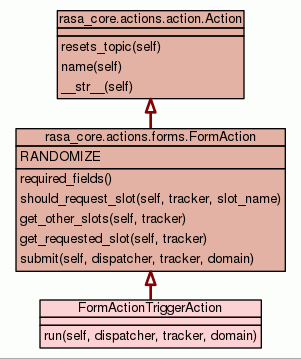 rasa_core.actions.action.Action
resets_topic(self)
name(self)
__str__(self)
rasa_core.actions.forms.FormAction
RANDOMIZE
required_fields()
should_request_slot(self, tracker, slot_name)
get_other_slots(self, tracker)
get_requested_slot(self, tracker)
submit(self, dispatcher, tracker, domain)
FormActionTriggerAction
run(self, dispatcher, tracker, domain)